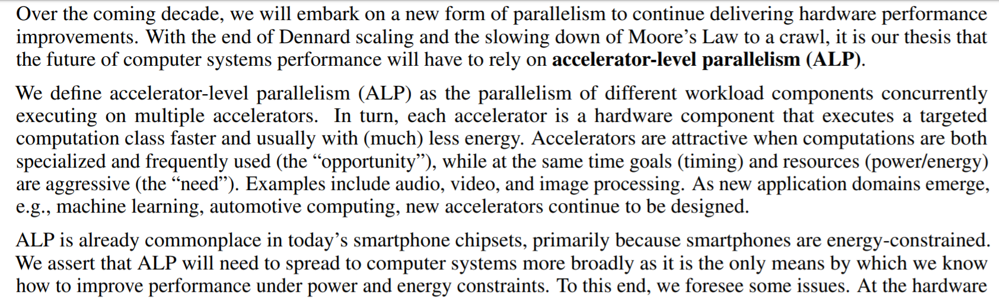 Over the coming decade, we will embark on a new form of parallelism to continue delivering hardware performance
improvements. With the end of Dennard scaling and the slowing down of Moore’s Law to a crawl, it is our thesis that
the future of computer systems performance will have to rely on accelerator-level parallelism (ALP).
We define accelerator-level parallelism (ALP) as the parallelism of different workload components concurrently
executing on multiple accelerators. In turn, each accelerator is a hardware component that executes a targeted
computation class faster and usually with (much) less energy. Accelerators are attractive when computations are both
specialized and frequently used (the “opportunity”), while at the same time goals (timing) and resources (power/energy)
are aggressive (the “need”). Examples include audio, video, and image processing. As new application domains emerge,
e.g., machine learning, automotive computing, new accelerators continue to be designed.
ALP is already commonplace in today’s smartphone chipsets, primarily because smartphones are energy-constrained.
We assert that ALP will need to spread to computer systems more broadly as it is the only means by which we know
how to improve performance under power and energy constraints. To this end, we foresee some issues. At the hardware